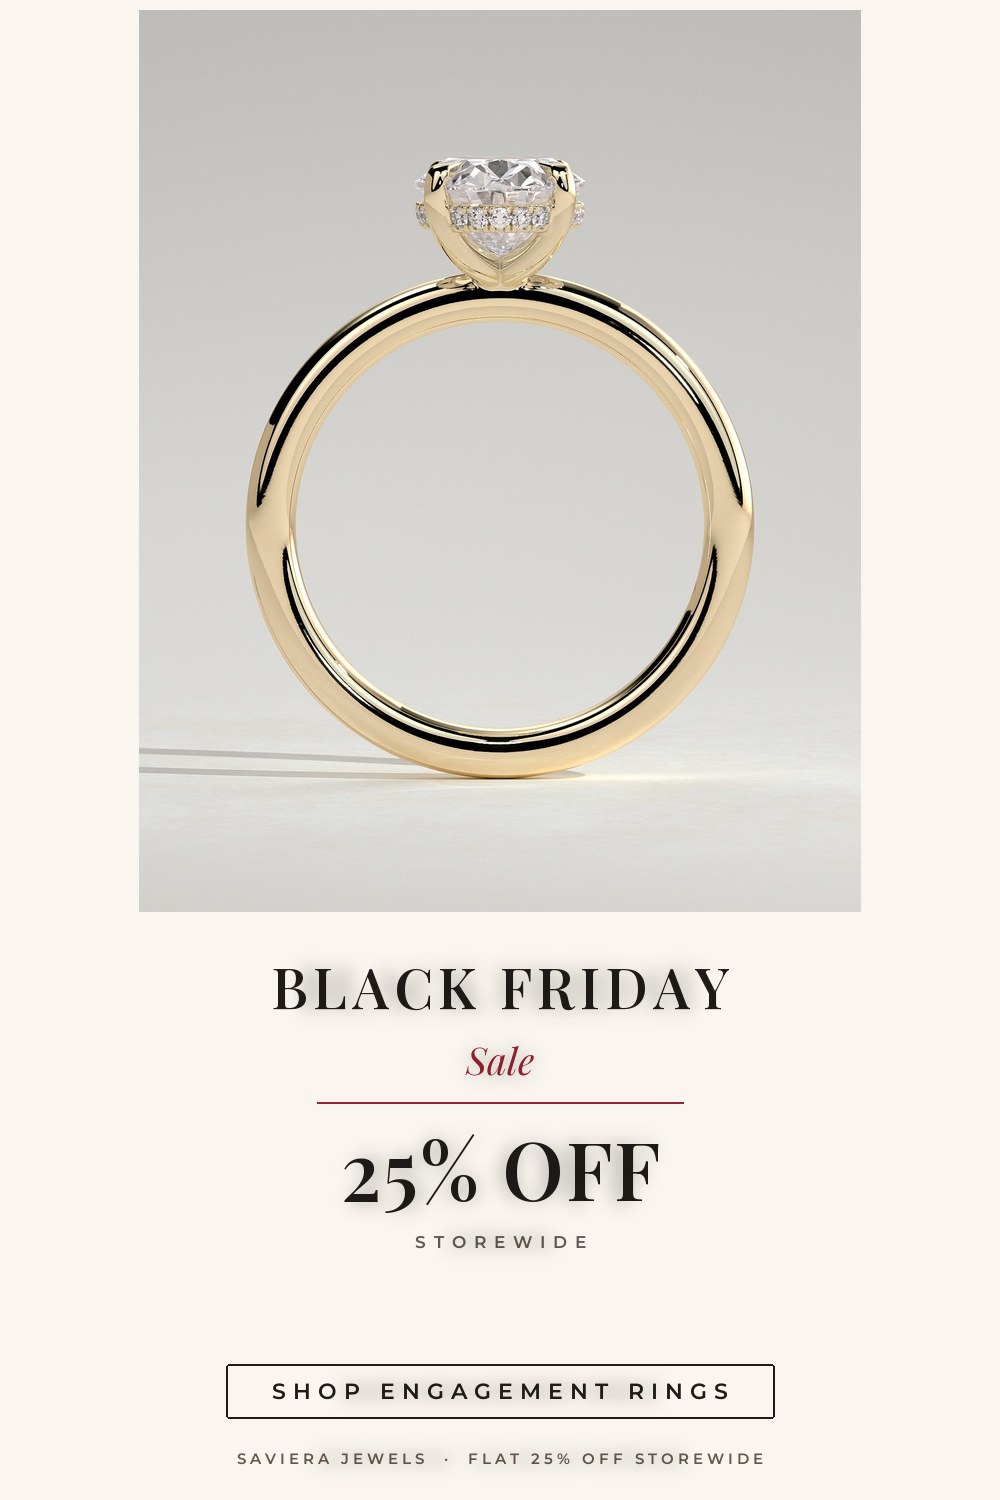 BLACK FRIDAY
Sale
25% OFF
STOREWIDE
SHOP ENGAGEMENT RINGS
SAVIERA JEWELS · FLAT 25% OFF STOREWIDE